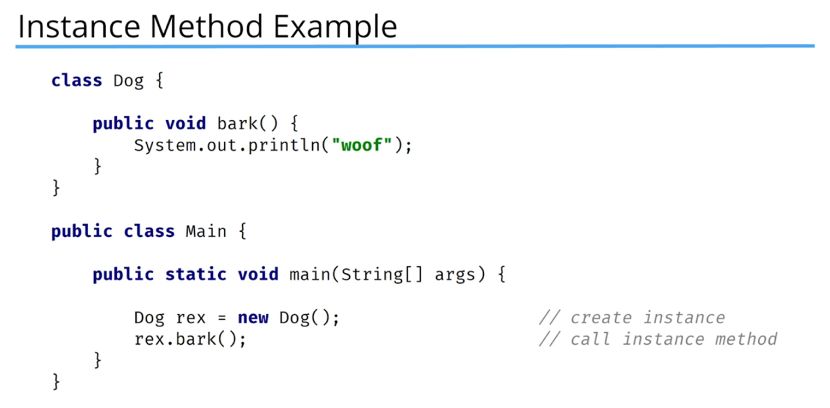 Instance Method Example
class Dog {
public void bark() {
System.out.println("woof");
}
}
public class Main {
public static void main(String[] args) {
Dog rex = new Dog(); // create instance
rex.bark(); // call instance method
}
}